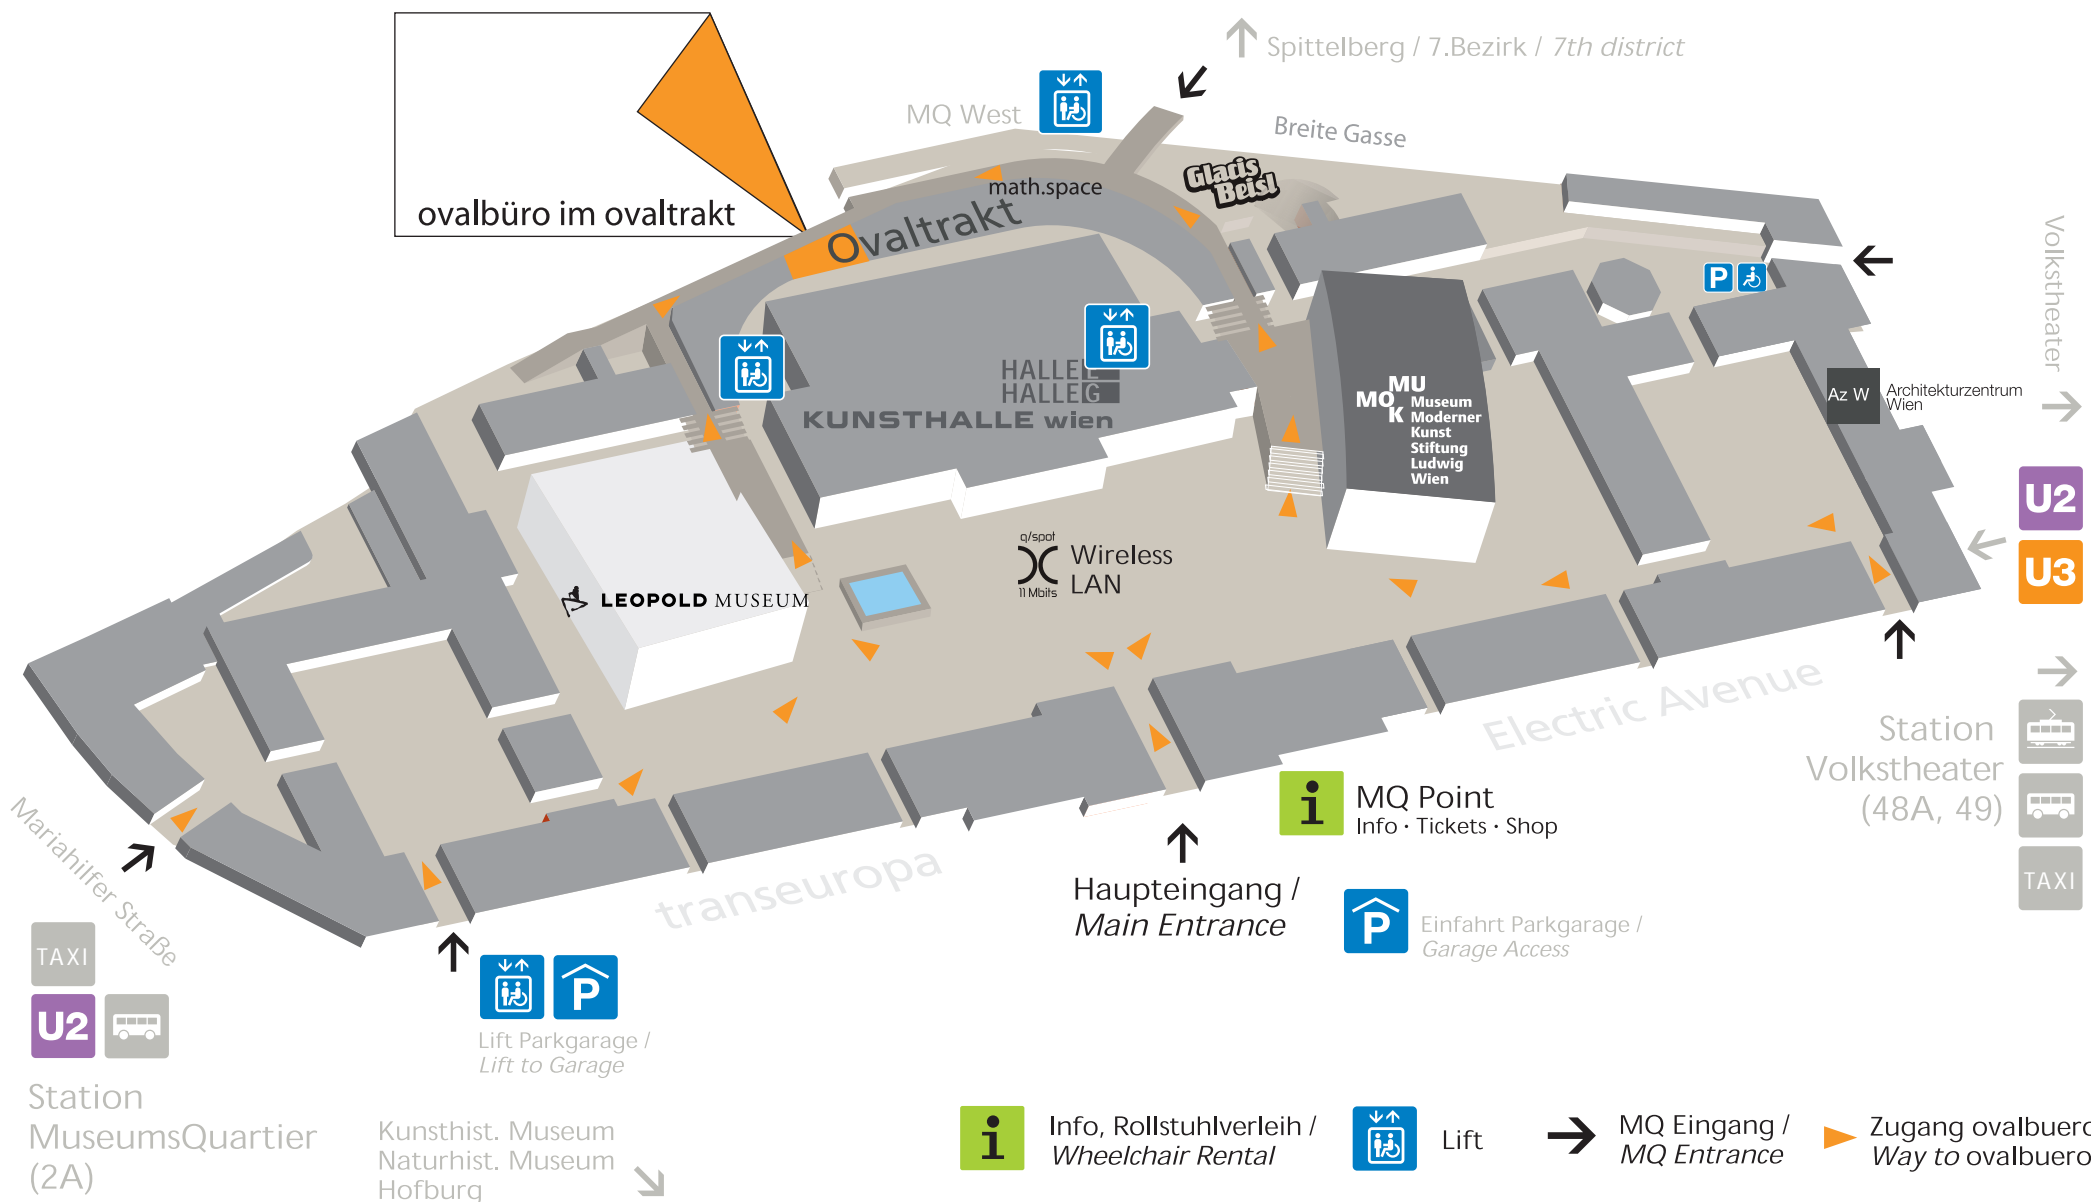 Spittelberg / 7.Bezirk / 7th district
MQ West
Breite Gasse
Glacis
Beisl
math.space
ovalbüro im ovaltrakt
Ovaltrakt
Volkstheater
P
HALLE E
HALLE G
KUNSTHALLE wien
MUMOK
Museum
Moderner
Kunst
Stiftung
Ludwig
Wien
Az W
Architekturzentrum
Wien
U2
U3
q/spot
Wireless
LAN
11 Mbits
LEOPOLD MUSEUM
Electric Avenue
Station
Volkstheater
(48A, 49)
TAXI
MQ Point
Info · Tickets · Shop
transeuropa
Haupteingang /
Main Entrance
P
Einfahrt Parkgarage /
Garage Access
Mariahilfer Straße
TAXI
U2
P
Lift Parkgarage /
Lift to Garage
Station
MuseumsQuartier
(2A)
Kunsthist. Museum
Naturhist. Museum
Hofburg
i
i
Info, Rollstuhlverleih /
Wheelchair Rental
Lift
MQ Eingang /
MQ Entrance
Zugang ovalbuero
Way to ovalbuero